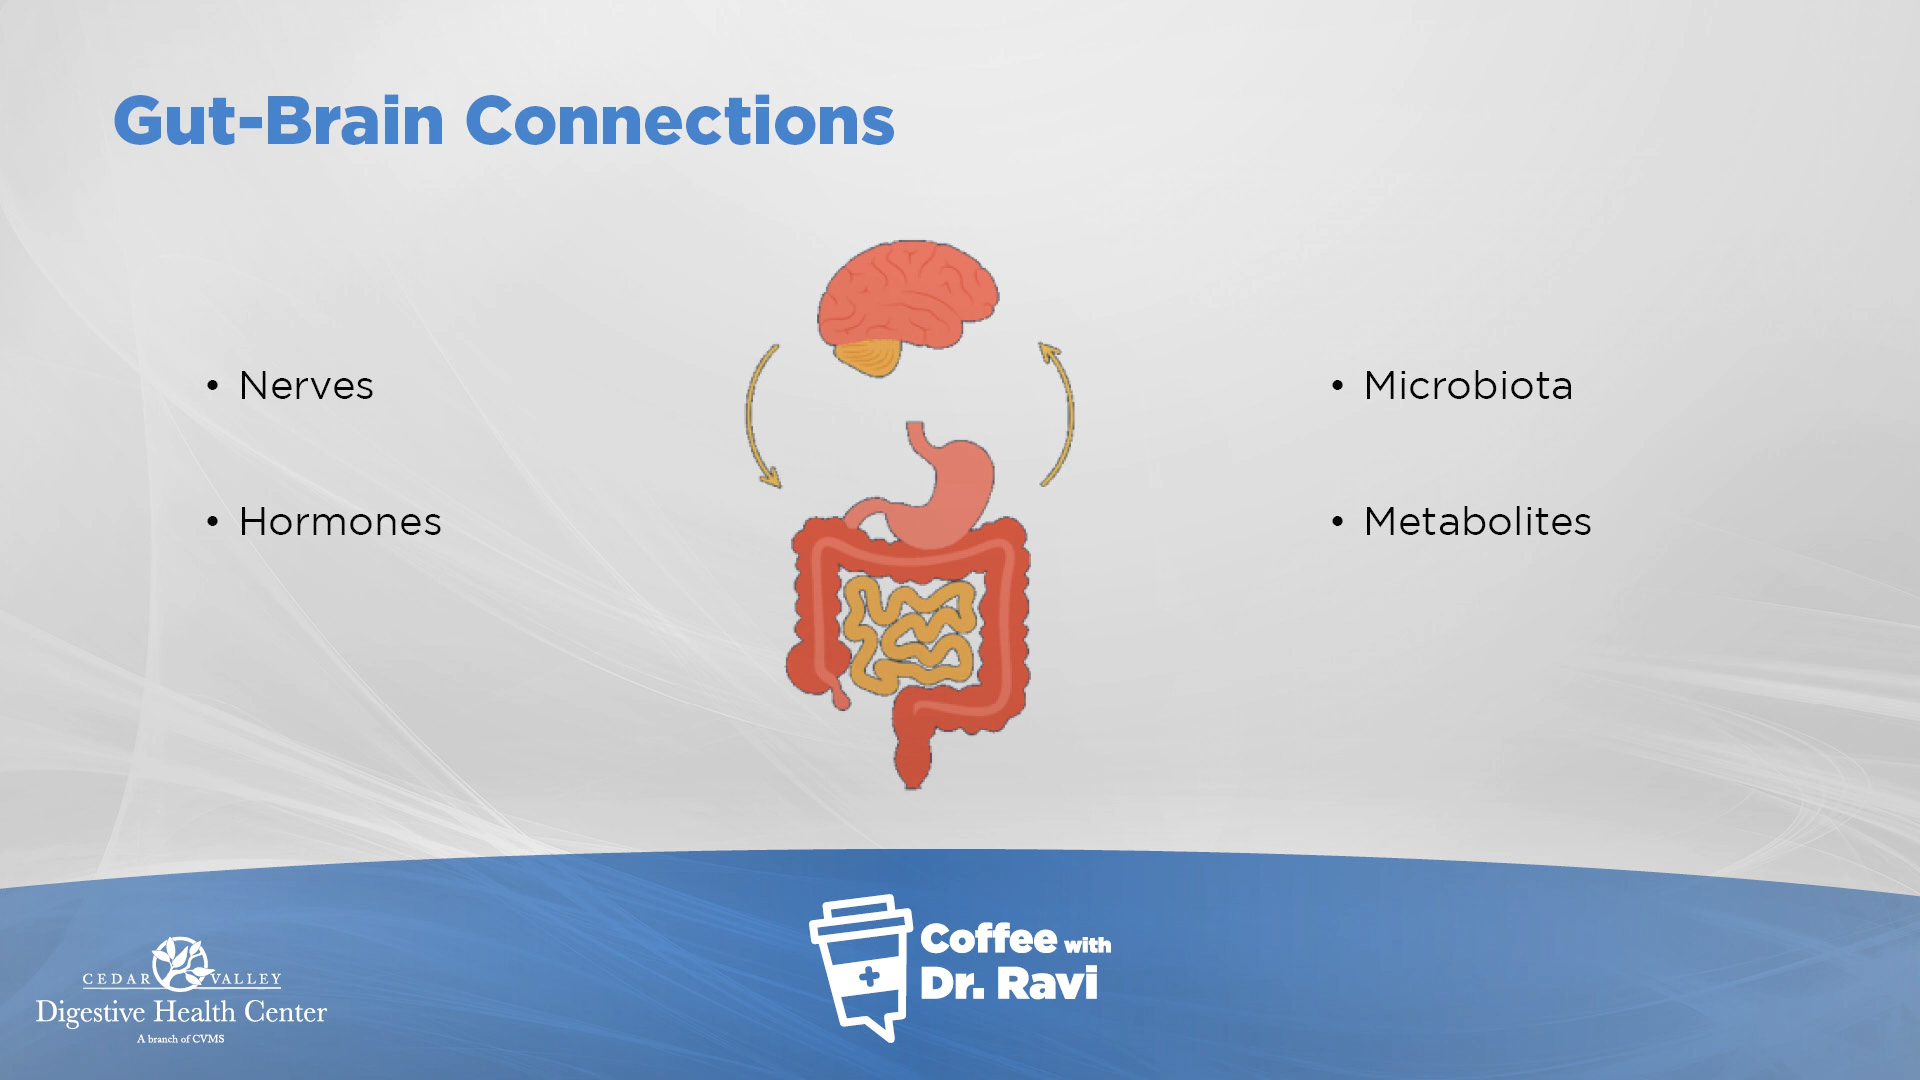 Gut-Brain Connections
• Nerves
• Hormones
• Microbiota
• Metabolites
CEDAR VALLEY
Digestive Health Center
A branch of CVMS
Coffee with
Dr. Ravi